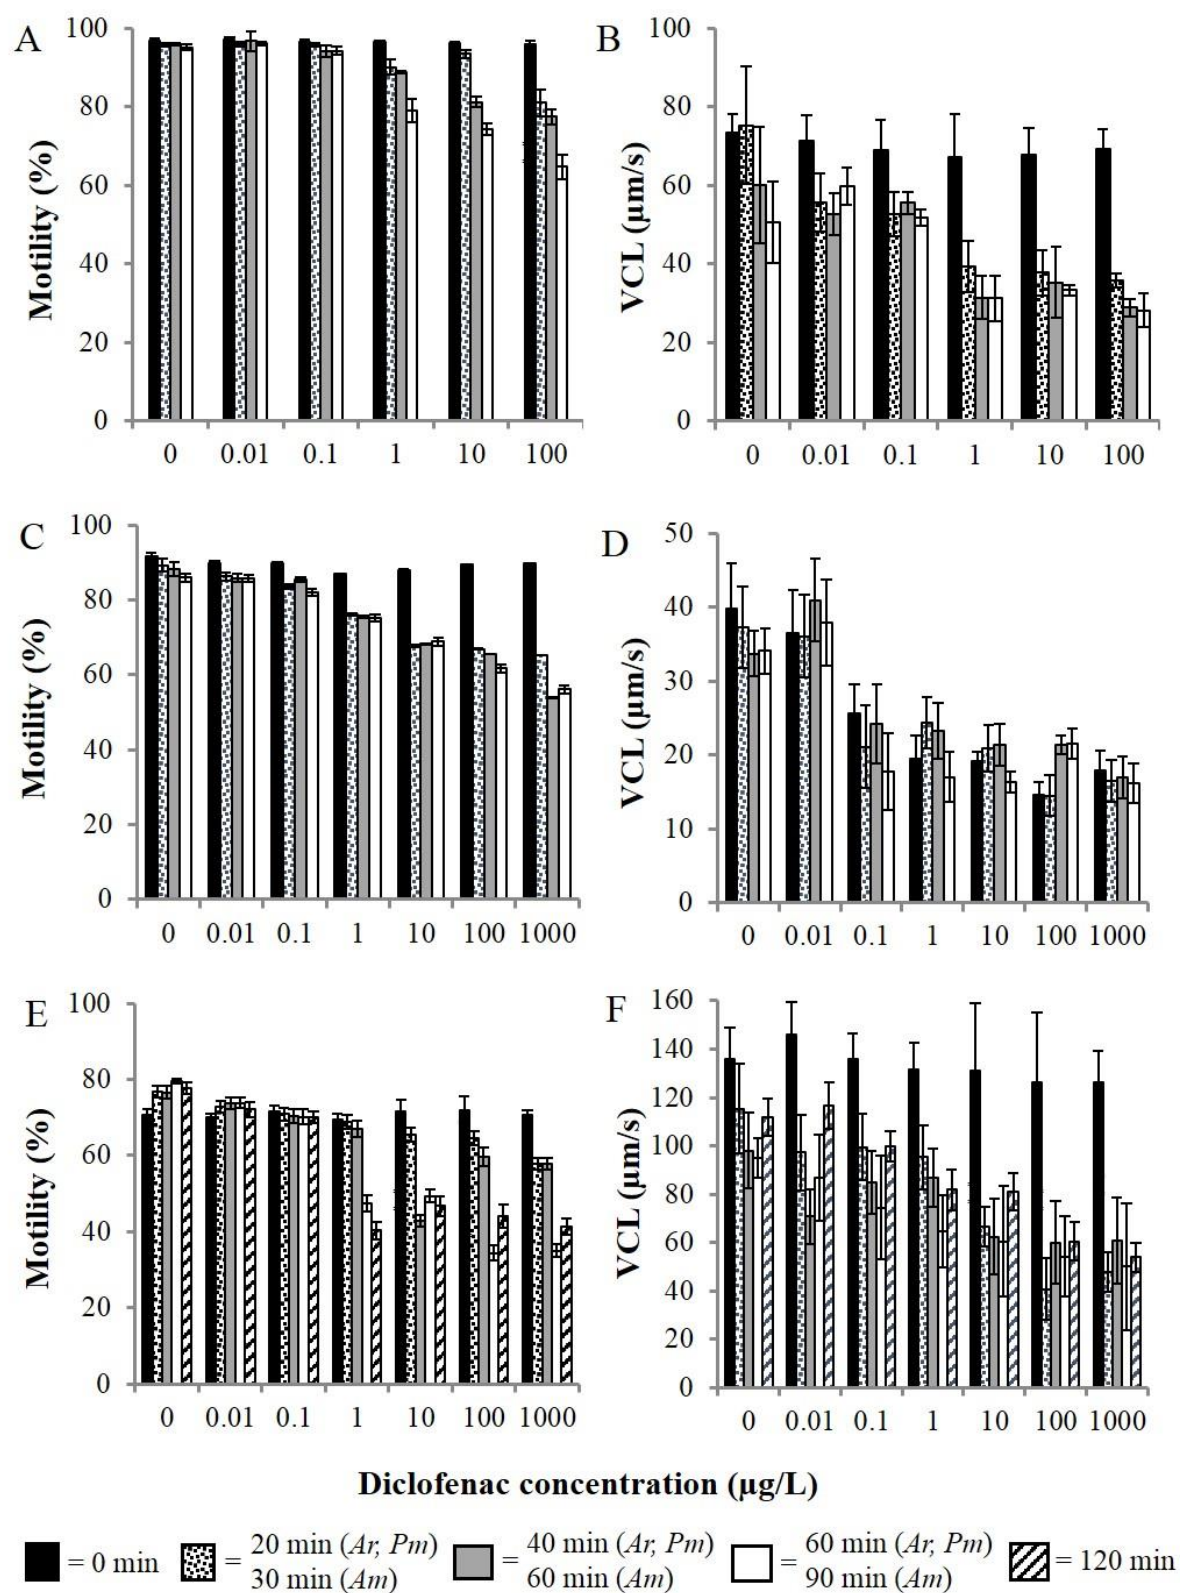 A
100
80
60
40
20
0
Motility (%)
0 0.01 0.1 1 10 100
B
100
80
60
40
20
0
VCL (µm/s)
0 0.01 0.1 1 10 100
C
100
80
60
40
20
0
Motility (%)
0 0.01 0.1 1 10 100 1000
D
50
40
30
20
10
0
VCL (µm/s)
0 0.01 0.1 1 10 100 1000
E
100
80
60
40
20
0
Motility (%)
0 0.01 0.1 1 10 100 1000
F
160
140
120
100
80
60
40
20
0
VCL (µm/s)
0 0.01 0.1 1 10 100 1000
Diclofenac concentration (µg/L)
= 0 min
= 20 min (Ar, Pm)
30 min (Am)
= 40 min (Ar, Pm)
60 min (Am)
= 60 min (Ar, Pm)
90 min (Am)
= 120 min